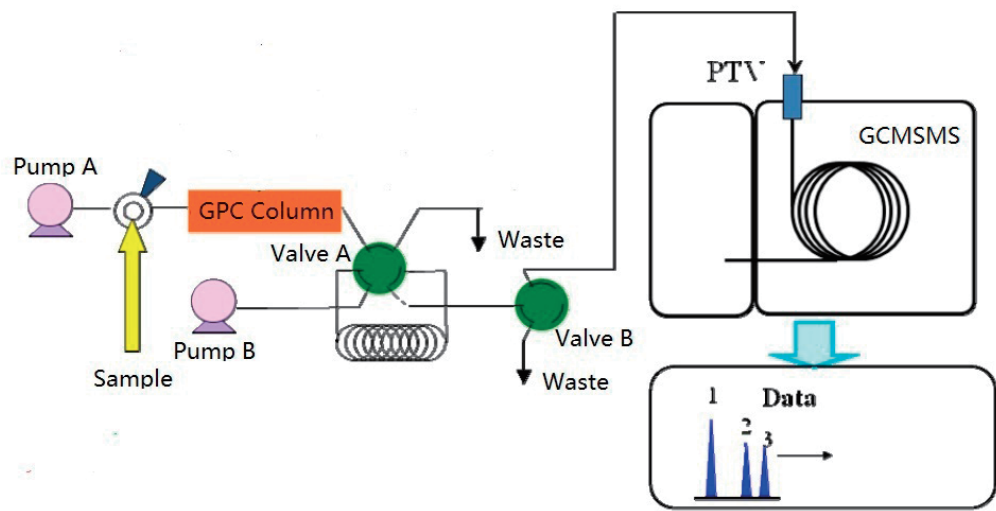 PTV
GCMSMS
Pump A
GPC Column
Waste
Valve A
Pump B
Valve B
Sample
Waste
1
Data
2
3